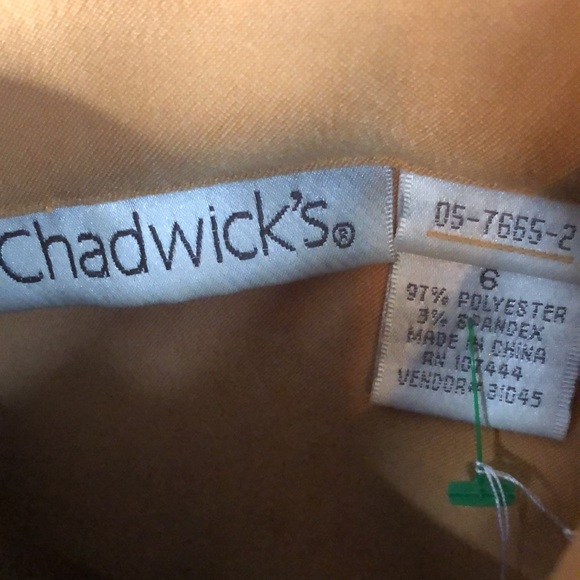 Chadwick's®
05-7665-2
6
97% POLYESTER
3% SPANDEX
MADE IN CHINA
RN 107444
VENDOR# 31045